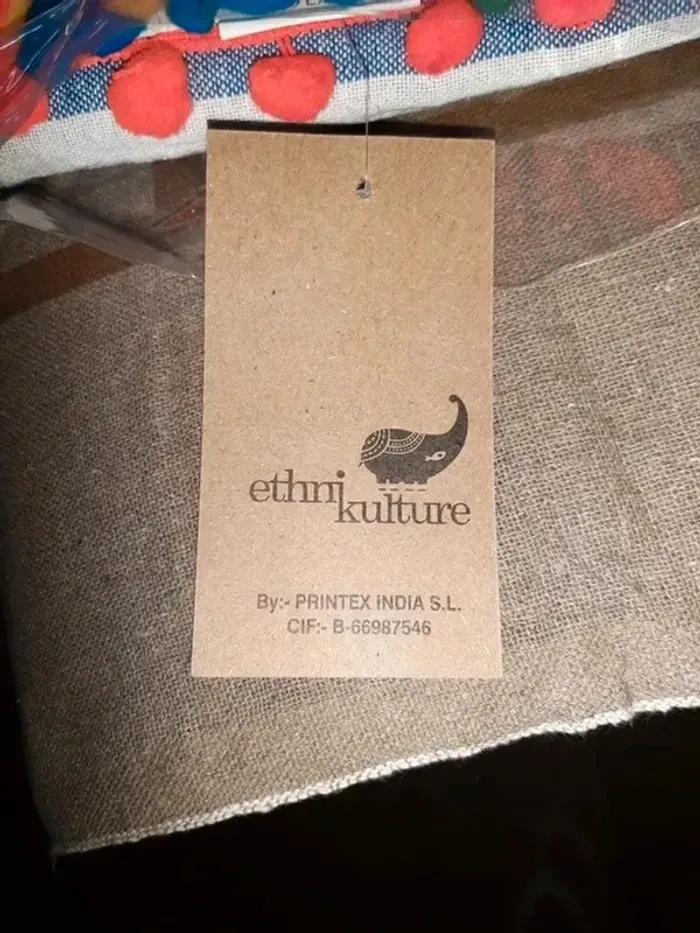 ethni
kulture
By:- PRINTEX INDIA S.L.
CIF:- B-66987546